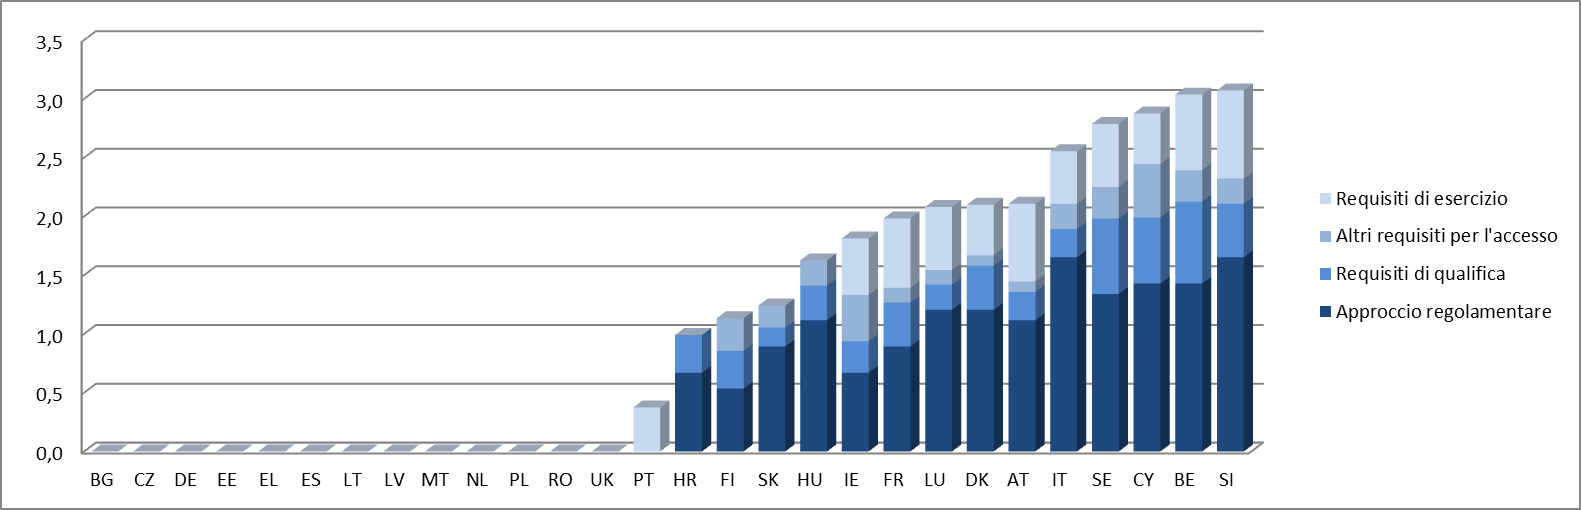 3,5
3,0
2,5
2,0
1,5
1,0
0,5
0,0
BG CZ DE EE EL ES LT LV MT NL PL RO UK PT HR FI SK HU IE FR LU DK AT IT SE CY BE SI
Requisiti di esercizio
Altri requisiti per l'accesso
Requisiti di qualifica
Approccio regolamentare